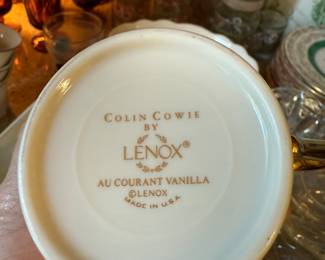 COLIN COWIE
BY
LENOX®
AU COURANT VANILLA
©LENOX
MADE IN U.S.A.